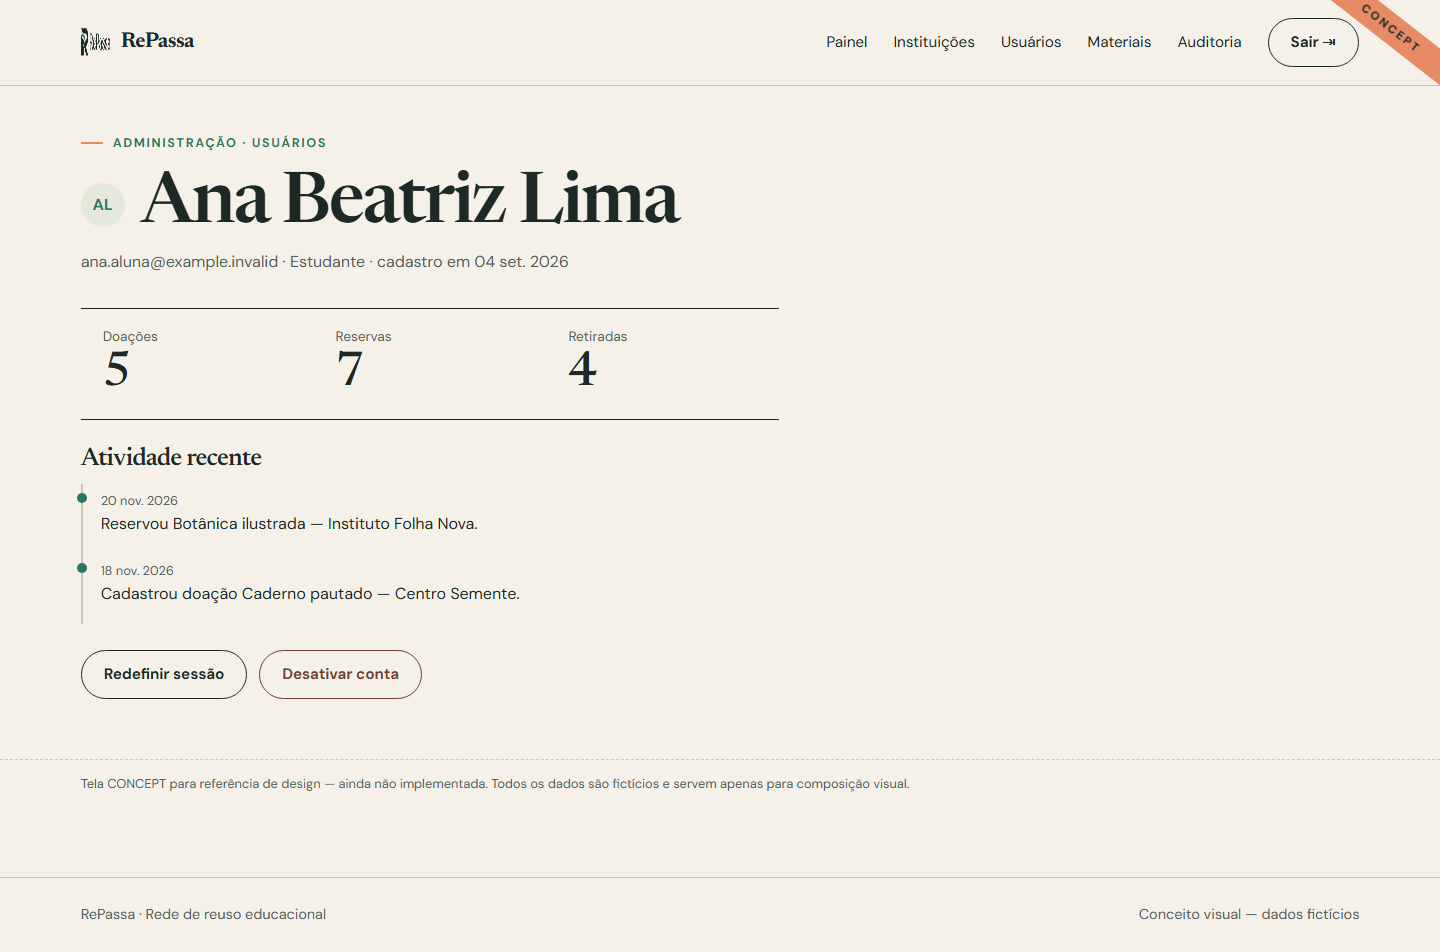 RePassa
Painel Instituições Usuários Materiais Auditoria Sair ⇥
CONCEPT
ADMINISTRAÇÃO · USUÁRIOS
AL Ana Beatriz Lima
ana.aluna@example.invalid · Estudante · cadastro em 04 set. 2026
Doações Reservas Retiradas
5 7 4
Atividade recente
20 nov. 2026
Reservou Botânica ilustrada — Instituto Folha Nova.
18 nov. 2026
Cadastrou doação Caderno pautado — Centro Semente.
Redefinir sessão Desativar conta
Tela CONCEPT para referência de design — ainda não implementada. Todos os dados são fictícios e servem apenas para composição visual.
RePassa · Rede de reuso educacional Conceito visual — dados fictícios